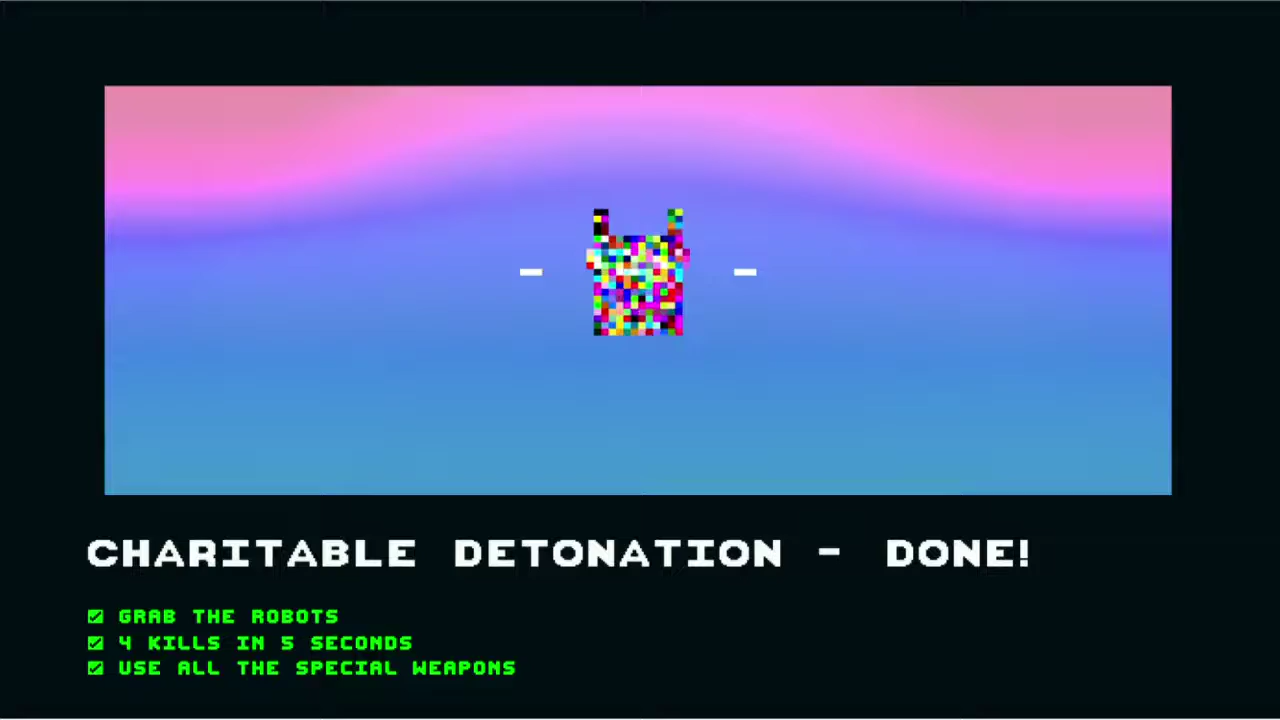 CHARITABLE DETONATION - DONE!
GRAB THE ROBOTS
4 KILLS IN 5 SECONDS
USE ALL THE SPECIAL WEAPONS